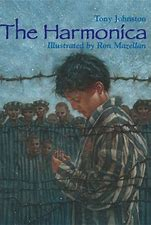 Tony Johnston
The Harmonica
Illustrated by Ron Mazellan